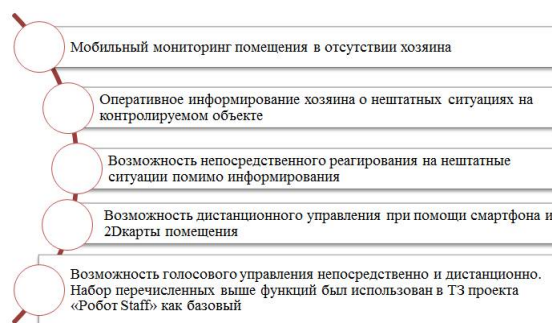 Мобильный мониторинг помещения в отсутствии хозяина
Оперативное информирование хозяина о нештатных ситуациях на
контролируемом объекте
Возможность непосредственного реагирования на нештатные
ситуации помимо информирования
Возможность дистанционного управления при помощи смартфона и
2Dкарты помещения
Возможность голосового управления непосредственно и дистанционно.
Набор перечисленных выше функций был использован в ТЗ проекта
«Робот Staff» как базовый